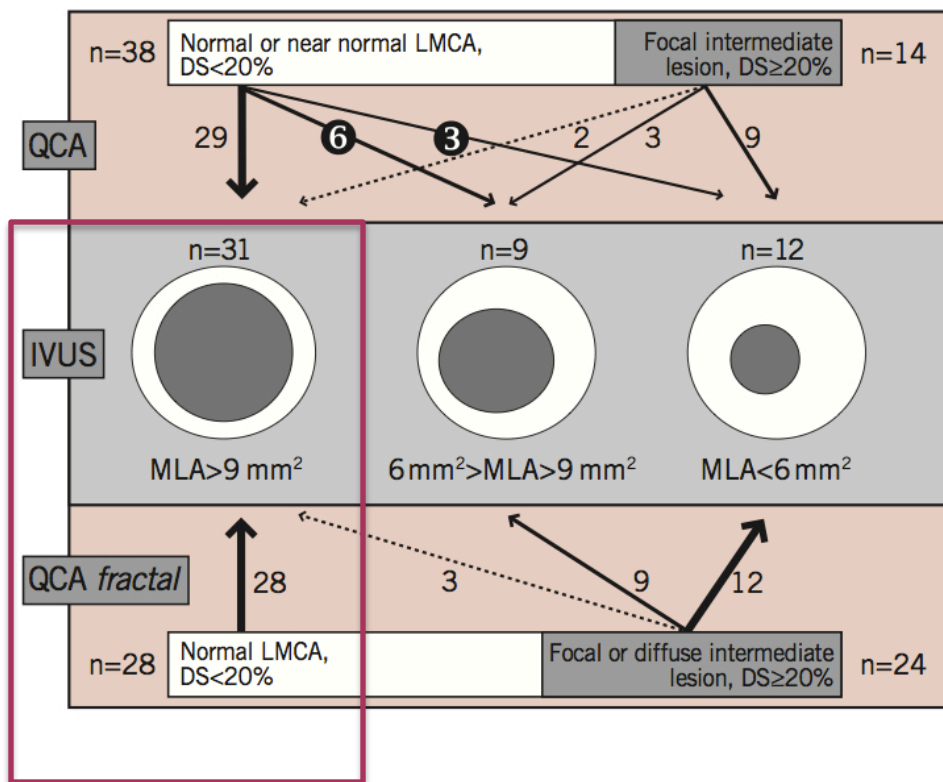 n=38
Normal or near normal LMCA,
DS<20%
Focal intermediate
lesion, DS≥20%
n=14
QCA
29
6
3
2
3
9
n=31
n=9
n=12
IVUS
MLA>9 mm²
6 mm²>MLA>9 mm²
MLA<6 mm²
QCA fractal
28
3
9
12
n=28
Normal LMCA,
DS<20%
Focal or diffuse intermediate
lesion, DS≥20%
n=24